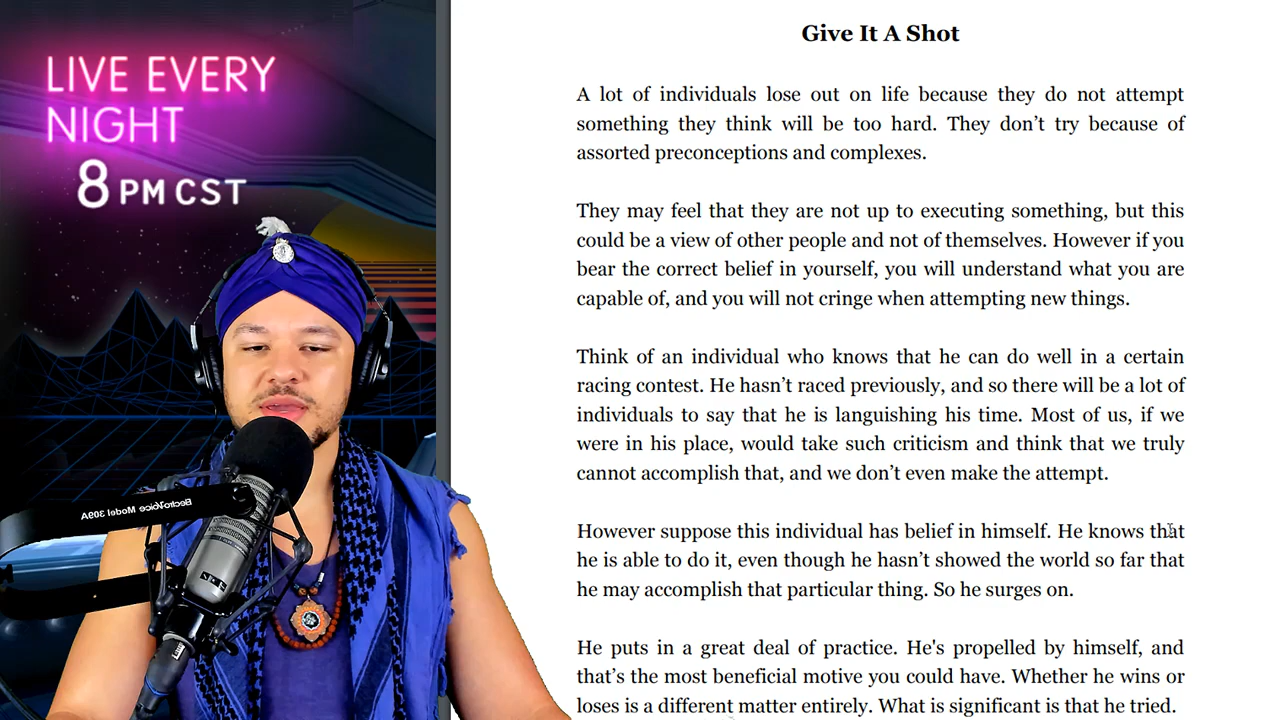 LIVE EVERY
NIGHT
8 PM CST
ElectroVoice Model 309A
Give It A Shot
A lot of individuals lose out on life because they do not attempt
something they think will be too hard. They don’t try because of
assorted preconceptions and complexes.
They may feel that they are not up to executing something, but this
could be a view of other people and not of themselves. However if you
bear the correct belief in yourself, you will understand what you are
capable of, and you will not cringe when attempting new things.
Think of an individual who knows that he can do well in a certain
racing contest. He hasn’t raced previously, and so there will be a lot of
individuals to say that he is languishing his time. Most of us, if we
were in his place, would take such criticism and think that we truly
cannot accomplish that, and we don’t even make the attempt.
However suppose this individual has belief in himself. He knows that
he is able to do it, even though he hasn’t showed the world so far that
he may accomplish that particular thing. So he surges on.
He puts in a great deal of practice. He's propelled by himself, and
that’s the most beneficial motive you could have. Whether he wins or
loses is a different matter entirely. What is significant is that he tried.